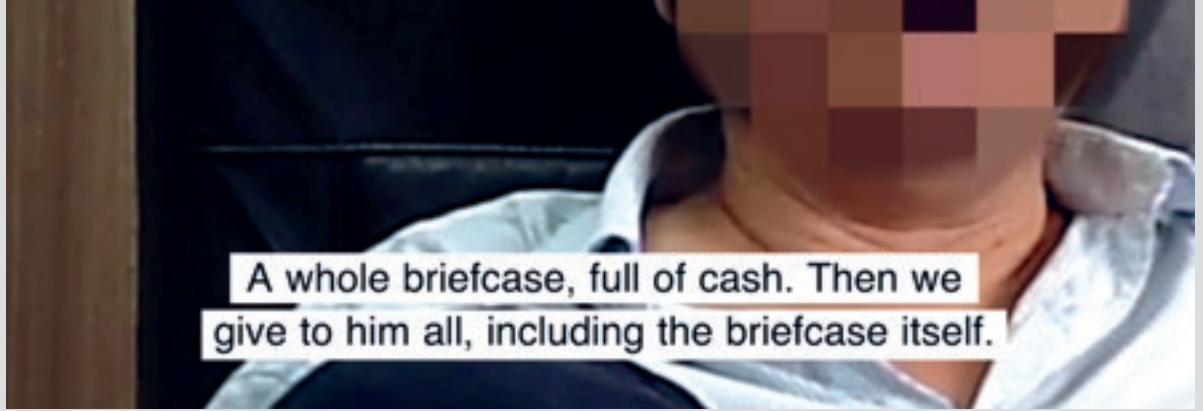 A whole briefcase, full of cash. Then we
give to him all, including the briefcase itself.